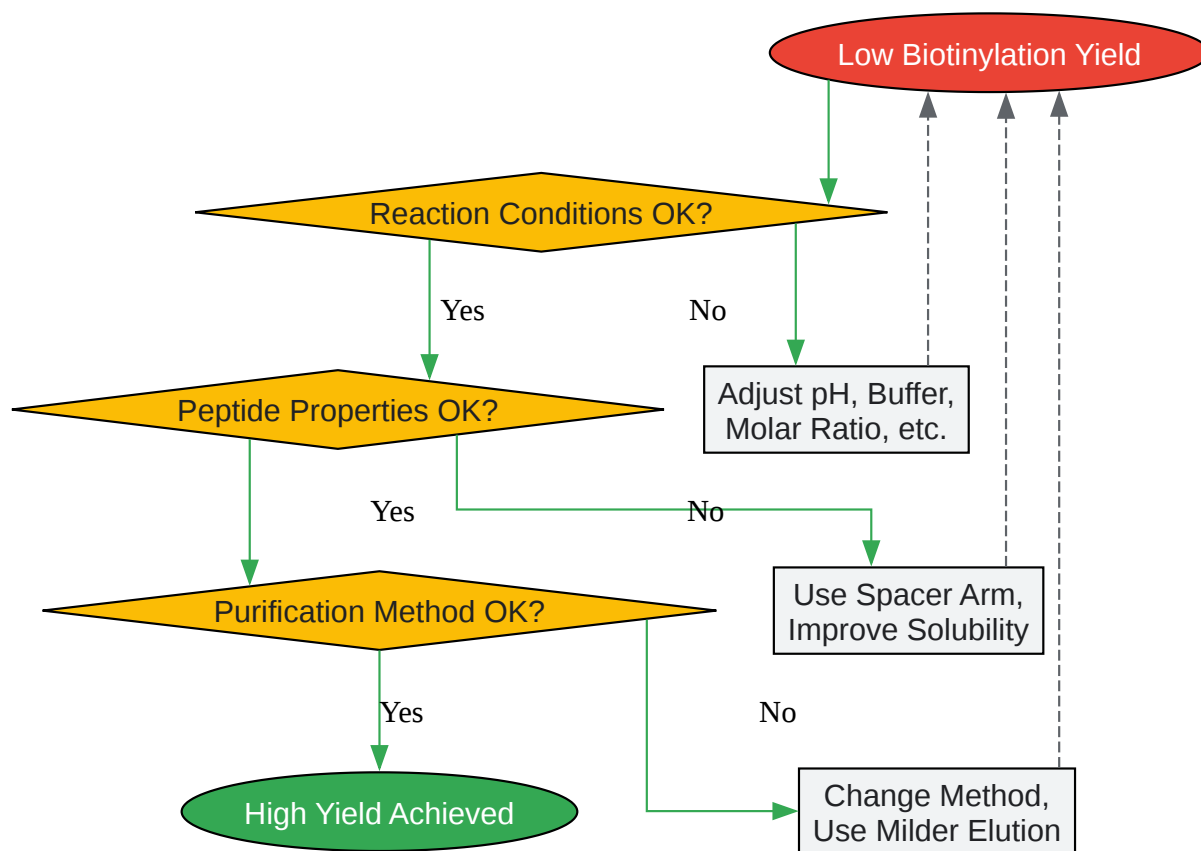 Low Biotinylation Yield
Reaction Conditions OK?
Yes
No
Adjust pH, Buffer,
Molar Ratio, etc.
Peptide Properties OK?
Yes
No
Use Spacer Arm,
Improve Solubility
Purification Method OK?
Yes
No
High Yield Achieved
Change Method,
Use Milder Elution